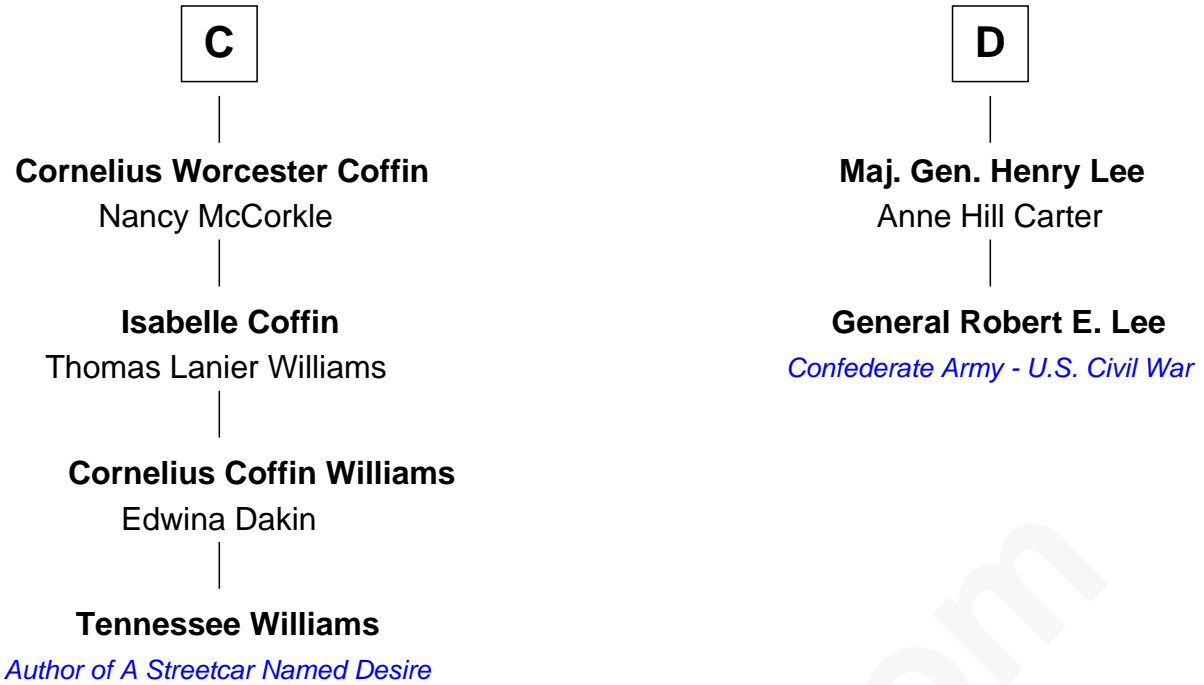 C
Cornelius Worcester Coffin
Nancy McCorkle
Isabelle Coffin
Thomas Lanier Williams
Cornelius Coffin Williams
Edwina Dakin
Tennessee Williams
Author of A Streetcar Named Desire
D
Maj. Gen. Henry Lee
Anne Hill Carter
General Robert E. Lee
Confederate Army - U.S. Civil War
om